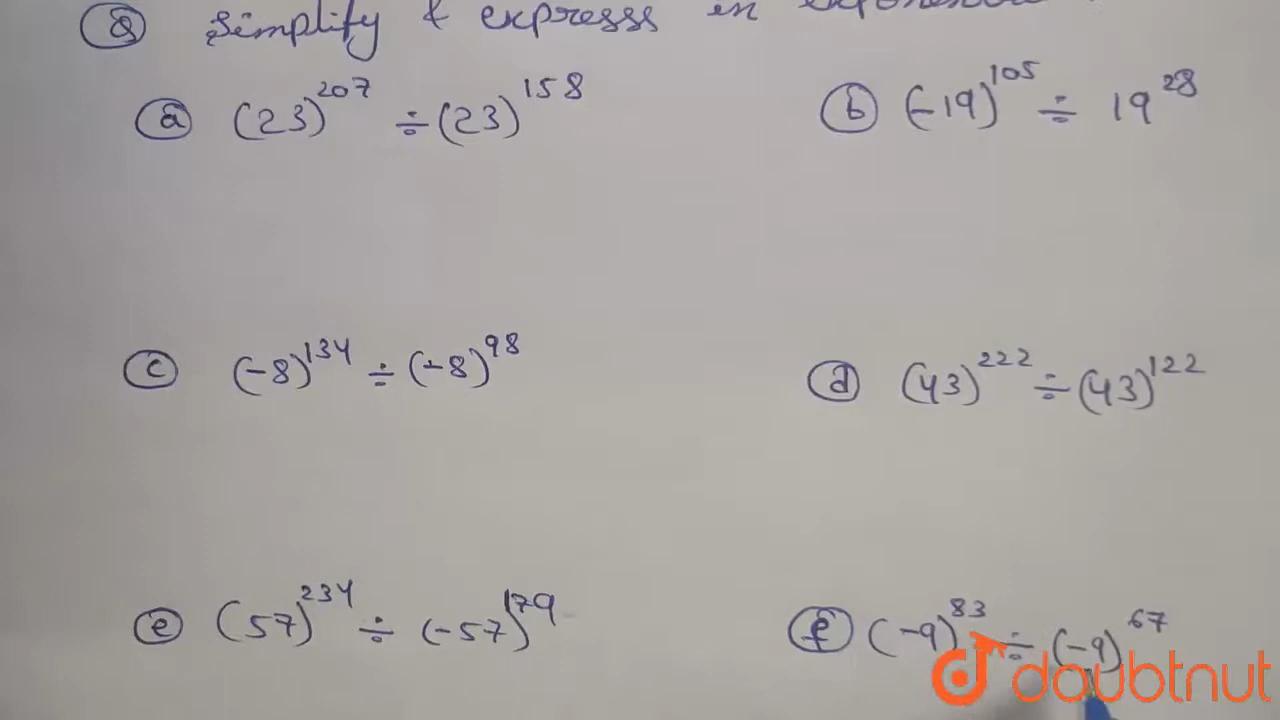 Q Simplify & expresss in
a (23)^207 ÷ (23)^158
b (-19)^105 ÷ 19^28
c (-8)^134 ÷ (-8)^98
d (43)^222 ÷ (43)^122
e (57)^234 ÷ (-57)^179
f (-9)^83 ÷ (-9)^67
doubtnut